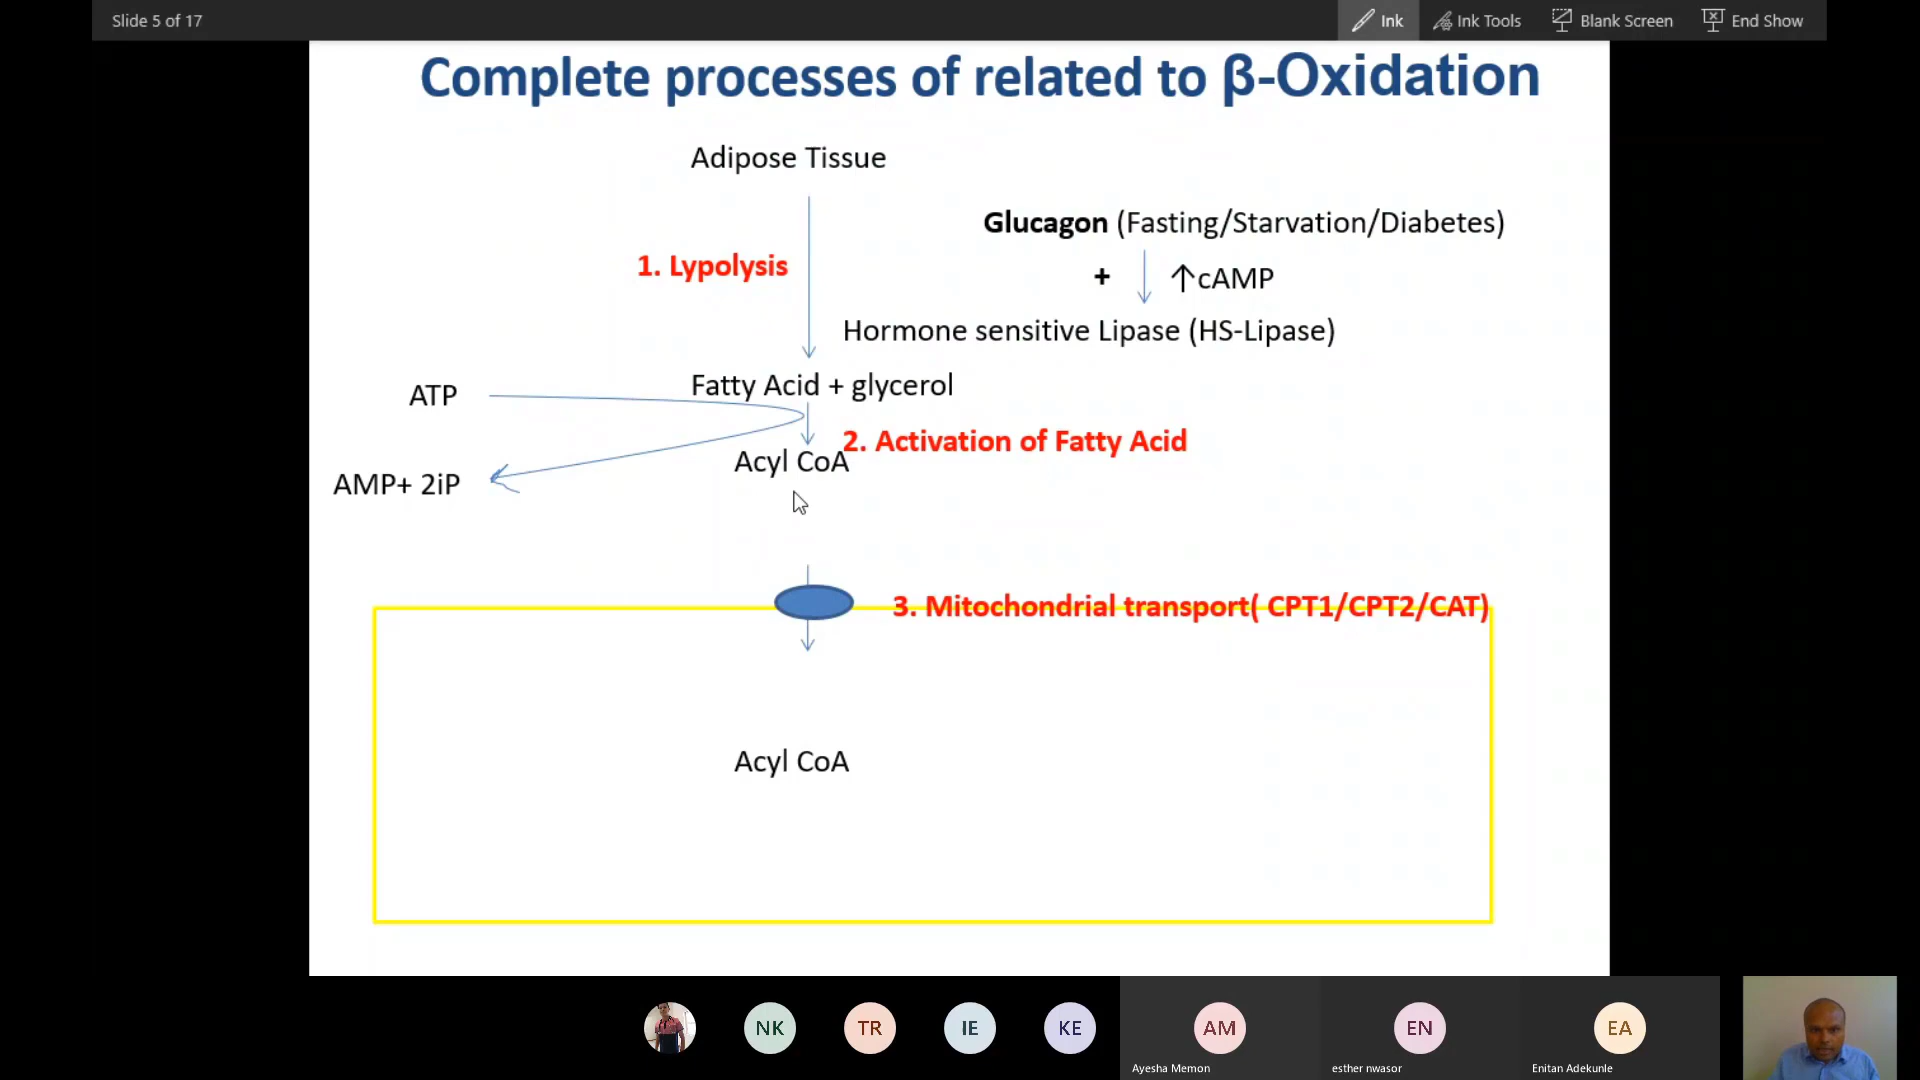 Slide 5 of 17
Ink
Ink Tools
Blank Screen
End Show
Complete processes of related to β-Oxidation
Adipose Tissue
Glucagon (Fasting/Starvation/Diabetes)
1. Lypolysis
+ ↑cAMP
Hormone sensitive Lipase (HS-Lipase)
ATP
Fatty Acid + glycerol
2. Activation of Fatty Acid
Acyl CoA
AMP+ 2iP
3. Mitochondrial transport( CPT1/CPT2/CAT)
Acyl CoA
NK
TR
IE
KE
AM
EN
EA
Ayesha Memon
esther nwasor
Enitan Adekunle